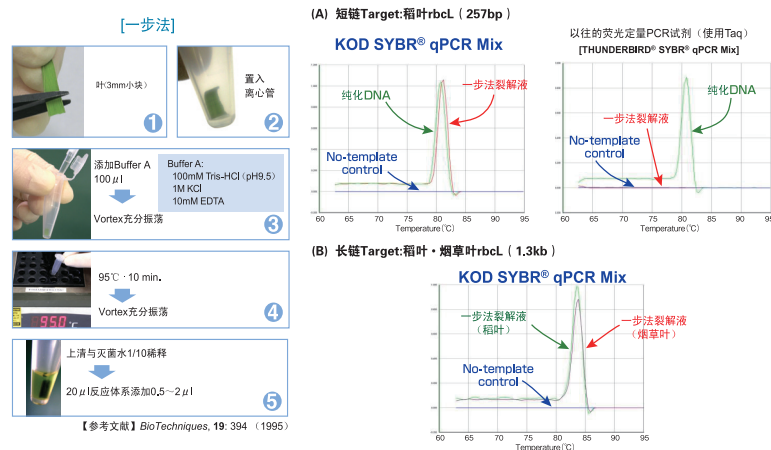 [一步法]
叶(3mm小块)
1
置入
离心管
2
添加Buffer A
100μl
Vortex充分振荡
Buffer A:
100mM Tris-HCl (pH9.5)
1M KCl
10mM EDTA
3
95℃・10 min.
Vortex充分振荡
950
4
上清与灭菌水1/10稀释
20μl反应体系添加0.5～2μl
5
【参考文献】BioTechniques, 19: 394 （1995）
(A) 短链Target:稻叶rbcL（257bp）
KOD SYBR® qPCR Mix
纯化DNA
一步法裂解液
No-template
control
60 65 70 75 80 85 90 95
Temperature(℃)
以往的荧光定量PCR试剂（使用Taq）
[THUNDERBIRD® SYBR® qPCR Mix]
纯化DNA
一步法裂解液
No-template
control
60 65 70 75 80 85 90 95
Temperature(℃)
(B) 长链Target:稻叶・烟草叶rbcL（1.3kb）
KOD SYBR® qPCR Mix
一步法裂解液
（稻叶）
一步法裂解液
（烟草叶）
No-template
control
60 65 70 75 80 85 90 95
Temperature(℃)